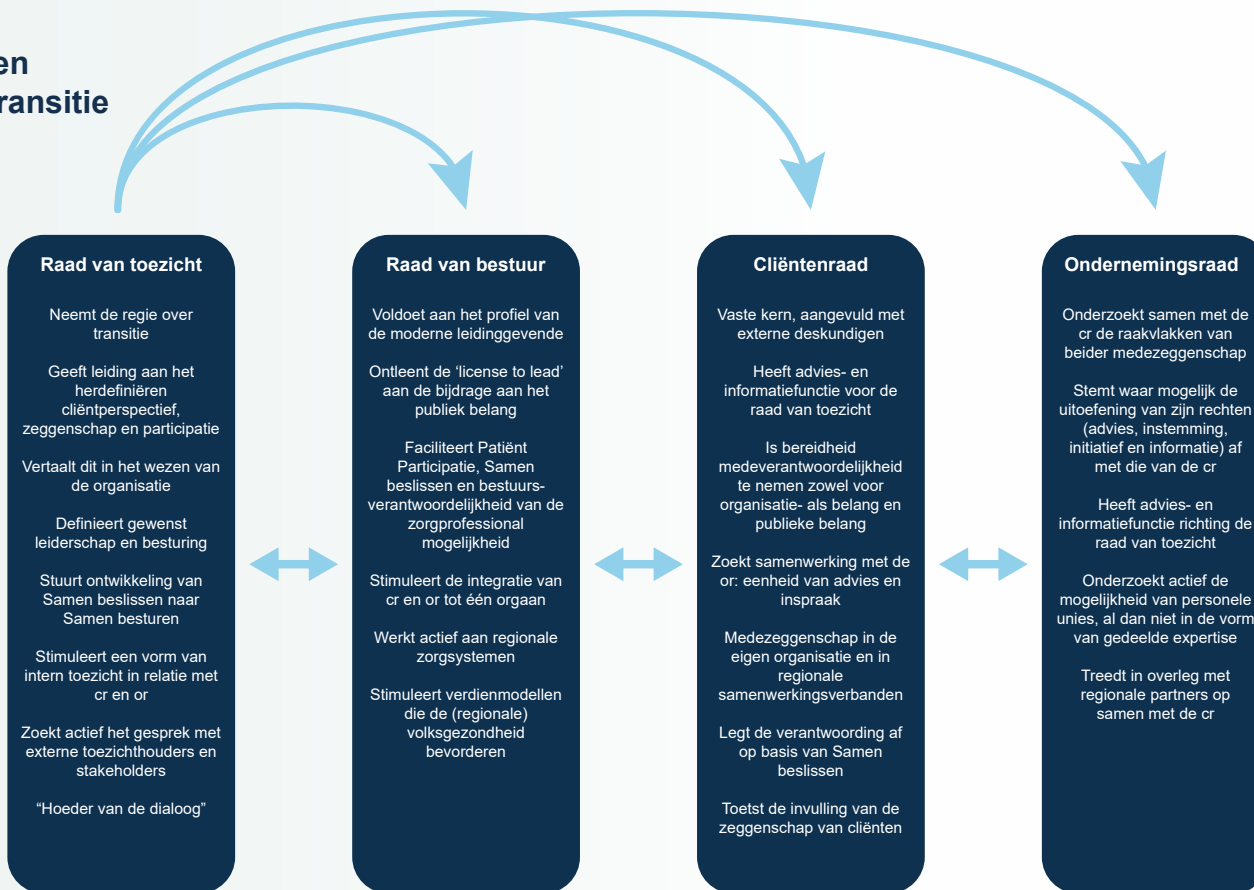 en
ransitie
Raad van toezicht
Neemt de regie over
transitie
Geeft leiding aan het
herdefiniëren
cliëntperspectief,
zeggenschap en participatie
Vertaalt dit in het wezen van
de organisatie
Definieert gewenst
leiderschap en besturing
Stuurt ontwikkeling van
Samen beslissen naar
Samen besturen
Stimuleert een vorm van
intern toezicht in relatie met
cr en or
Zoekt actief het gesprek met
externe toezichthouders en
stakeholders
“Hoeder van de dialoog”
Raad van bestuur
Voldoet aan het profiel van
de moderne leidinggevende
Ontleent de ‘license to lead’
aan de bijdrage aan het
publiek belang
Faciliteert Patiënt
Participatie, Samen
beslissen en bestuurs-
verantwoordelijkheid van de
zorgprofessional
mogelijkheid
Stimuleert de integratie van
cr en or tot één orgaan
Werkt actief aan regionale
zorgsystemen
Stimuleert verdienmodellen
die de (regionale)
volksgezondheid
bevorderen
Cliëntenraad
Vaste kern, aangevuld met
externe deskundigen
Heeft advies- en
informatiefunctie voor de
raad van toezicht
Is bereidheid
medeverantwoordelijkheid
te nemen zowel voor
organisatie- als belang en
publieke belang
Zoekt samenwerking met de
or: eenheid van advies en
inspraak
Medezeggenschap in de
eigen organisatie en in
regionale
samenwerkingsverbanden
Legt de verantwoording af
op basis van Samen
beslissen
Toetst de invulling van de
zeggenschap van cliënten
Ondernemingsraad
Onderzoekt samen met de
cr de raakvlakken van
beider medezeggenschap
Stemt waar mogelijk de
uitoefening van zijn rechten
(advies, instemming,
initiatief en informatie) af
met die van de cr
Heeft advies- en
informatiefunctie richting de
raad van toezicht
Onderzoekt actief de
mogelijkheid van personele
unies, al dan niet in de vorm
van gedeelde expertise
Treedt in overleg met
regionale partners op
samen met de cr